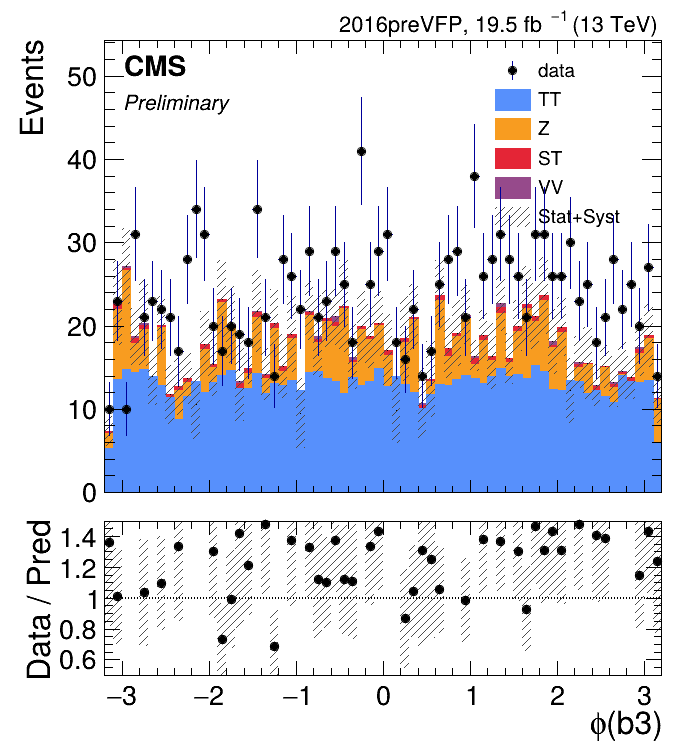 2016preVFP, 19.5 fb⁻¹ (13 TeV)
Events
CMS
Preliminary
data
TT
Z
ST
VV
Stat+Syst
50
40
30
20
10
0
Data / Pred
1.4
1.2
1
0.8
0.6
−3 −2 −1 0 1 2 3
ϕ(b3)